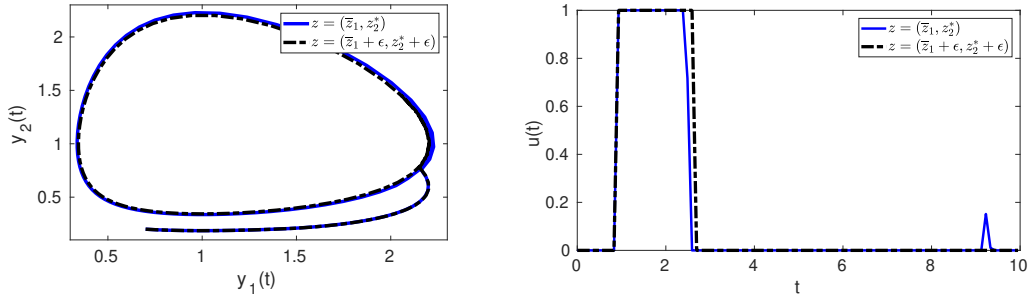 z = (z̅₁, z₂*)
z = (z̅₁ + ϵ, z₂* + ϵ)
2
1.5
1
0.5
y₂(t)
0.5
1
1.5
2
y₁(t)
z = (z̅₁, z₂*)
z = (z̅₁ + ϵ, z₂* + ϵ)
1
0.8
0.6
0.4
0.2
0
u(t)
0
2
4
6
8
10
t